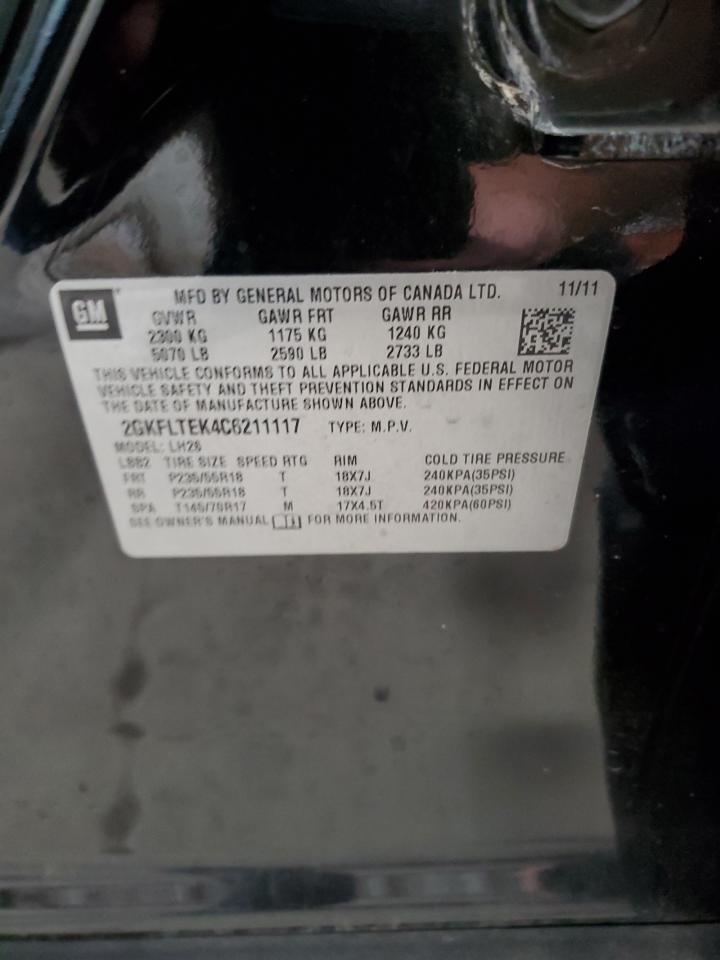 GM MFD BY GENERAL MOTORS OF CANADA LTD. 11/11
GVWR GAWR FRT GAWR RR
2300 KG 1175 KG 1240 KG
5070 LB 2590 LB 2733 LB
THIS VEHICLE CONFORMS TO ALL APPLICABLE U.S. FEDERAL MOTOR
VEHICLE SAFETY AND THEFT PREVENTION STANDARDS IN EFFECT ON
THE DATE OF MANUFACTURE SHOWN ABOVE.
2GKFLTEK4C6211117 TYPE: M.P.V.
MODEL: LH26
TIRE SIZE SPEED RTG RIM COLD TIRE PRESSURE
FRT P235/55R18 T 18X7J 240KPA(35PSI)
RR P235/55R18 T 18X7J 240KPA(35PSI)
SPA T145/70R17 M 17X4.5T 420KPA(60PSI)
SEE OWNER'S MANUAL FOR MORE INFORMATION.